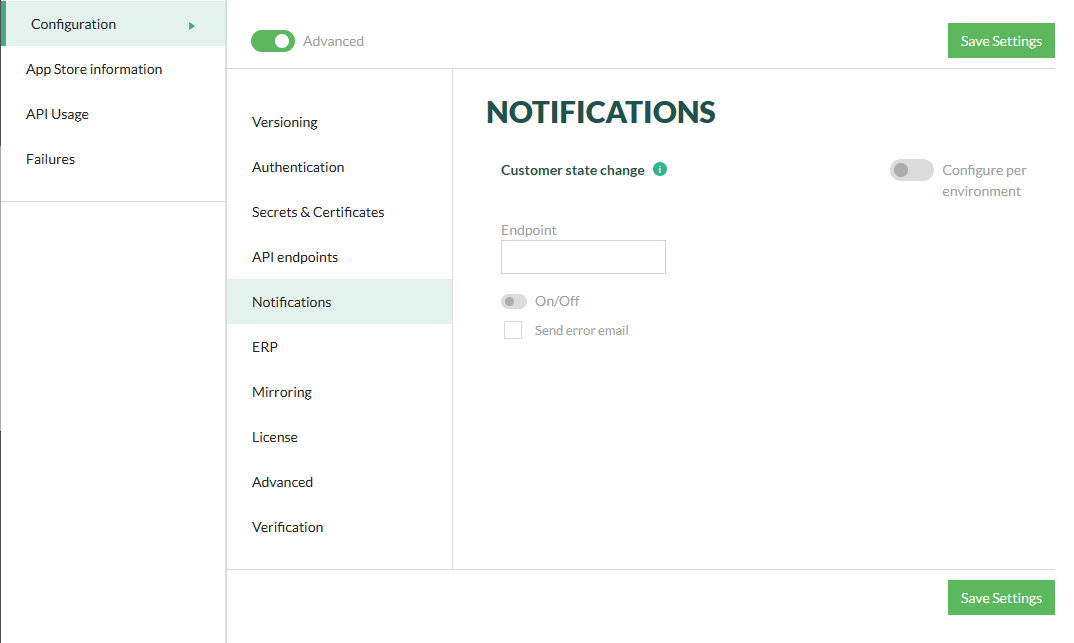 Configuration
App Store information
API Usage
Failures
Advanced
Save Settings
Versioning
Authentication
Secrets & Certificates
API endpoints
Notifications
ERP
Mirroring
License
Advanced
Verification
NOTIFICATIONS
Customer state change
Configure per
environment
Endpoint
On/Off
Send error email
Save Settings